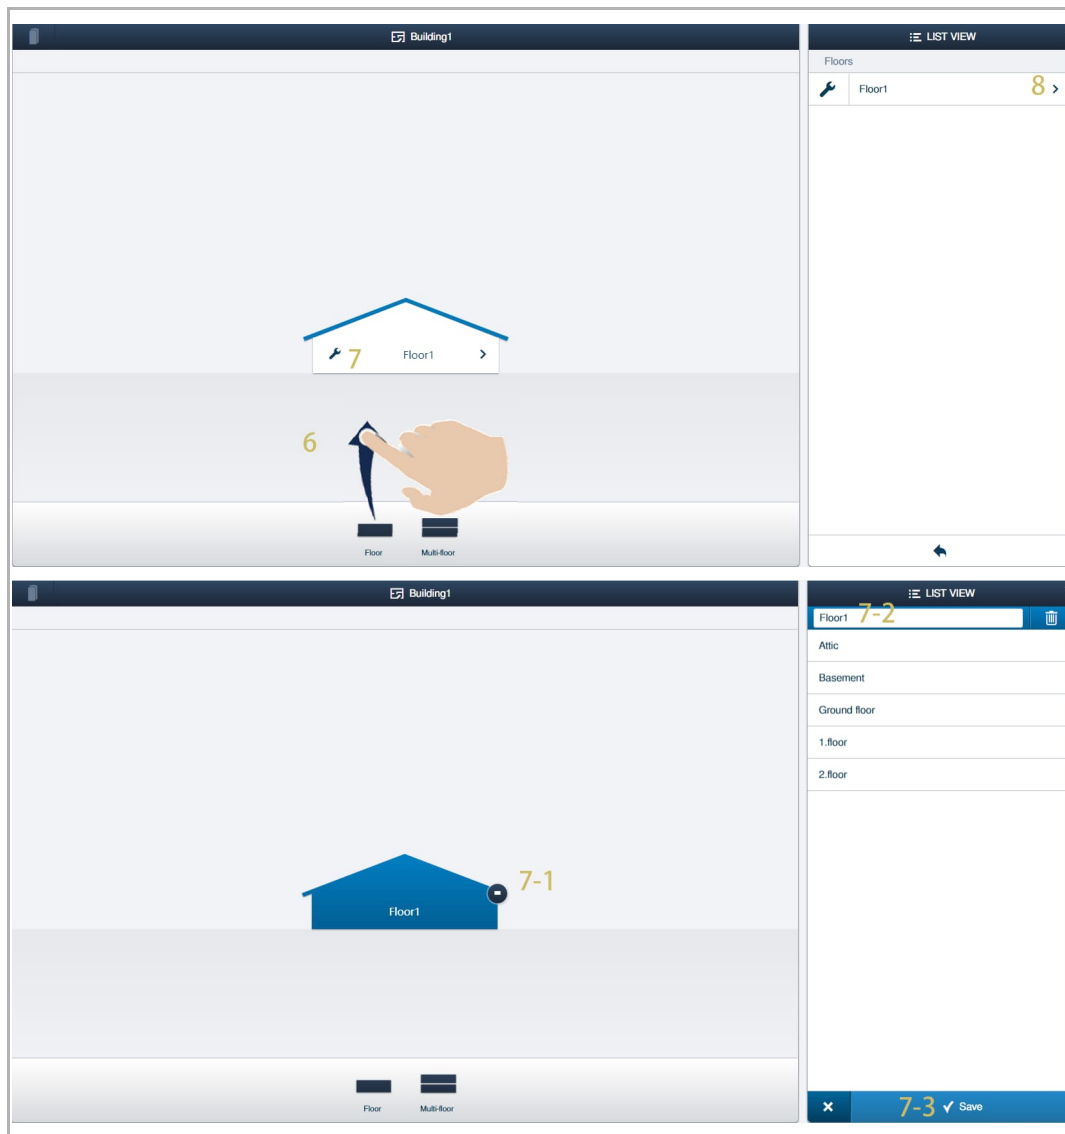 Building1
LIST VIEW
Floors
Floor1
8
7
Floor1
6
Floor
Multi-floor
Building1
LIST VIEW
Floor1
7-2
Attic
Basement
Ground floor
1.floor
2.floor
7-1
Floor1
Floor
Multi-floor
7-3
Save